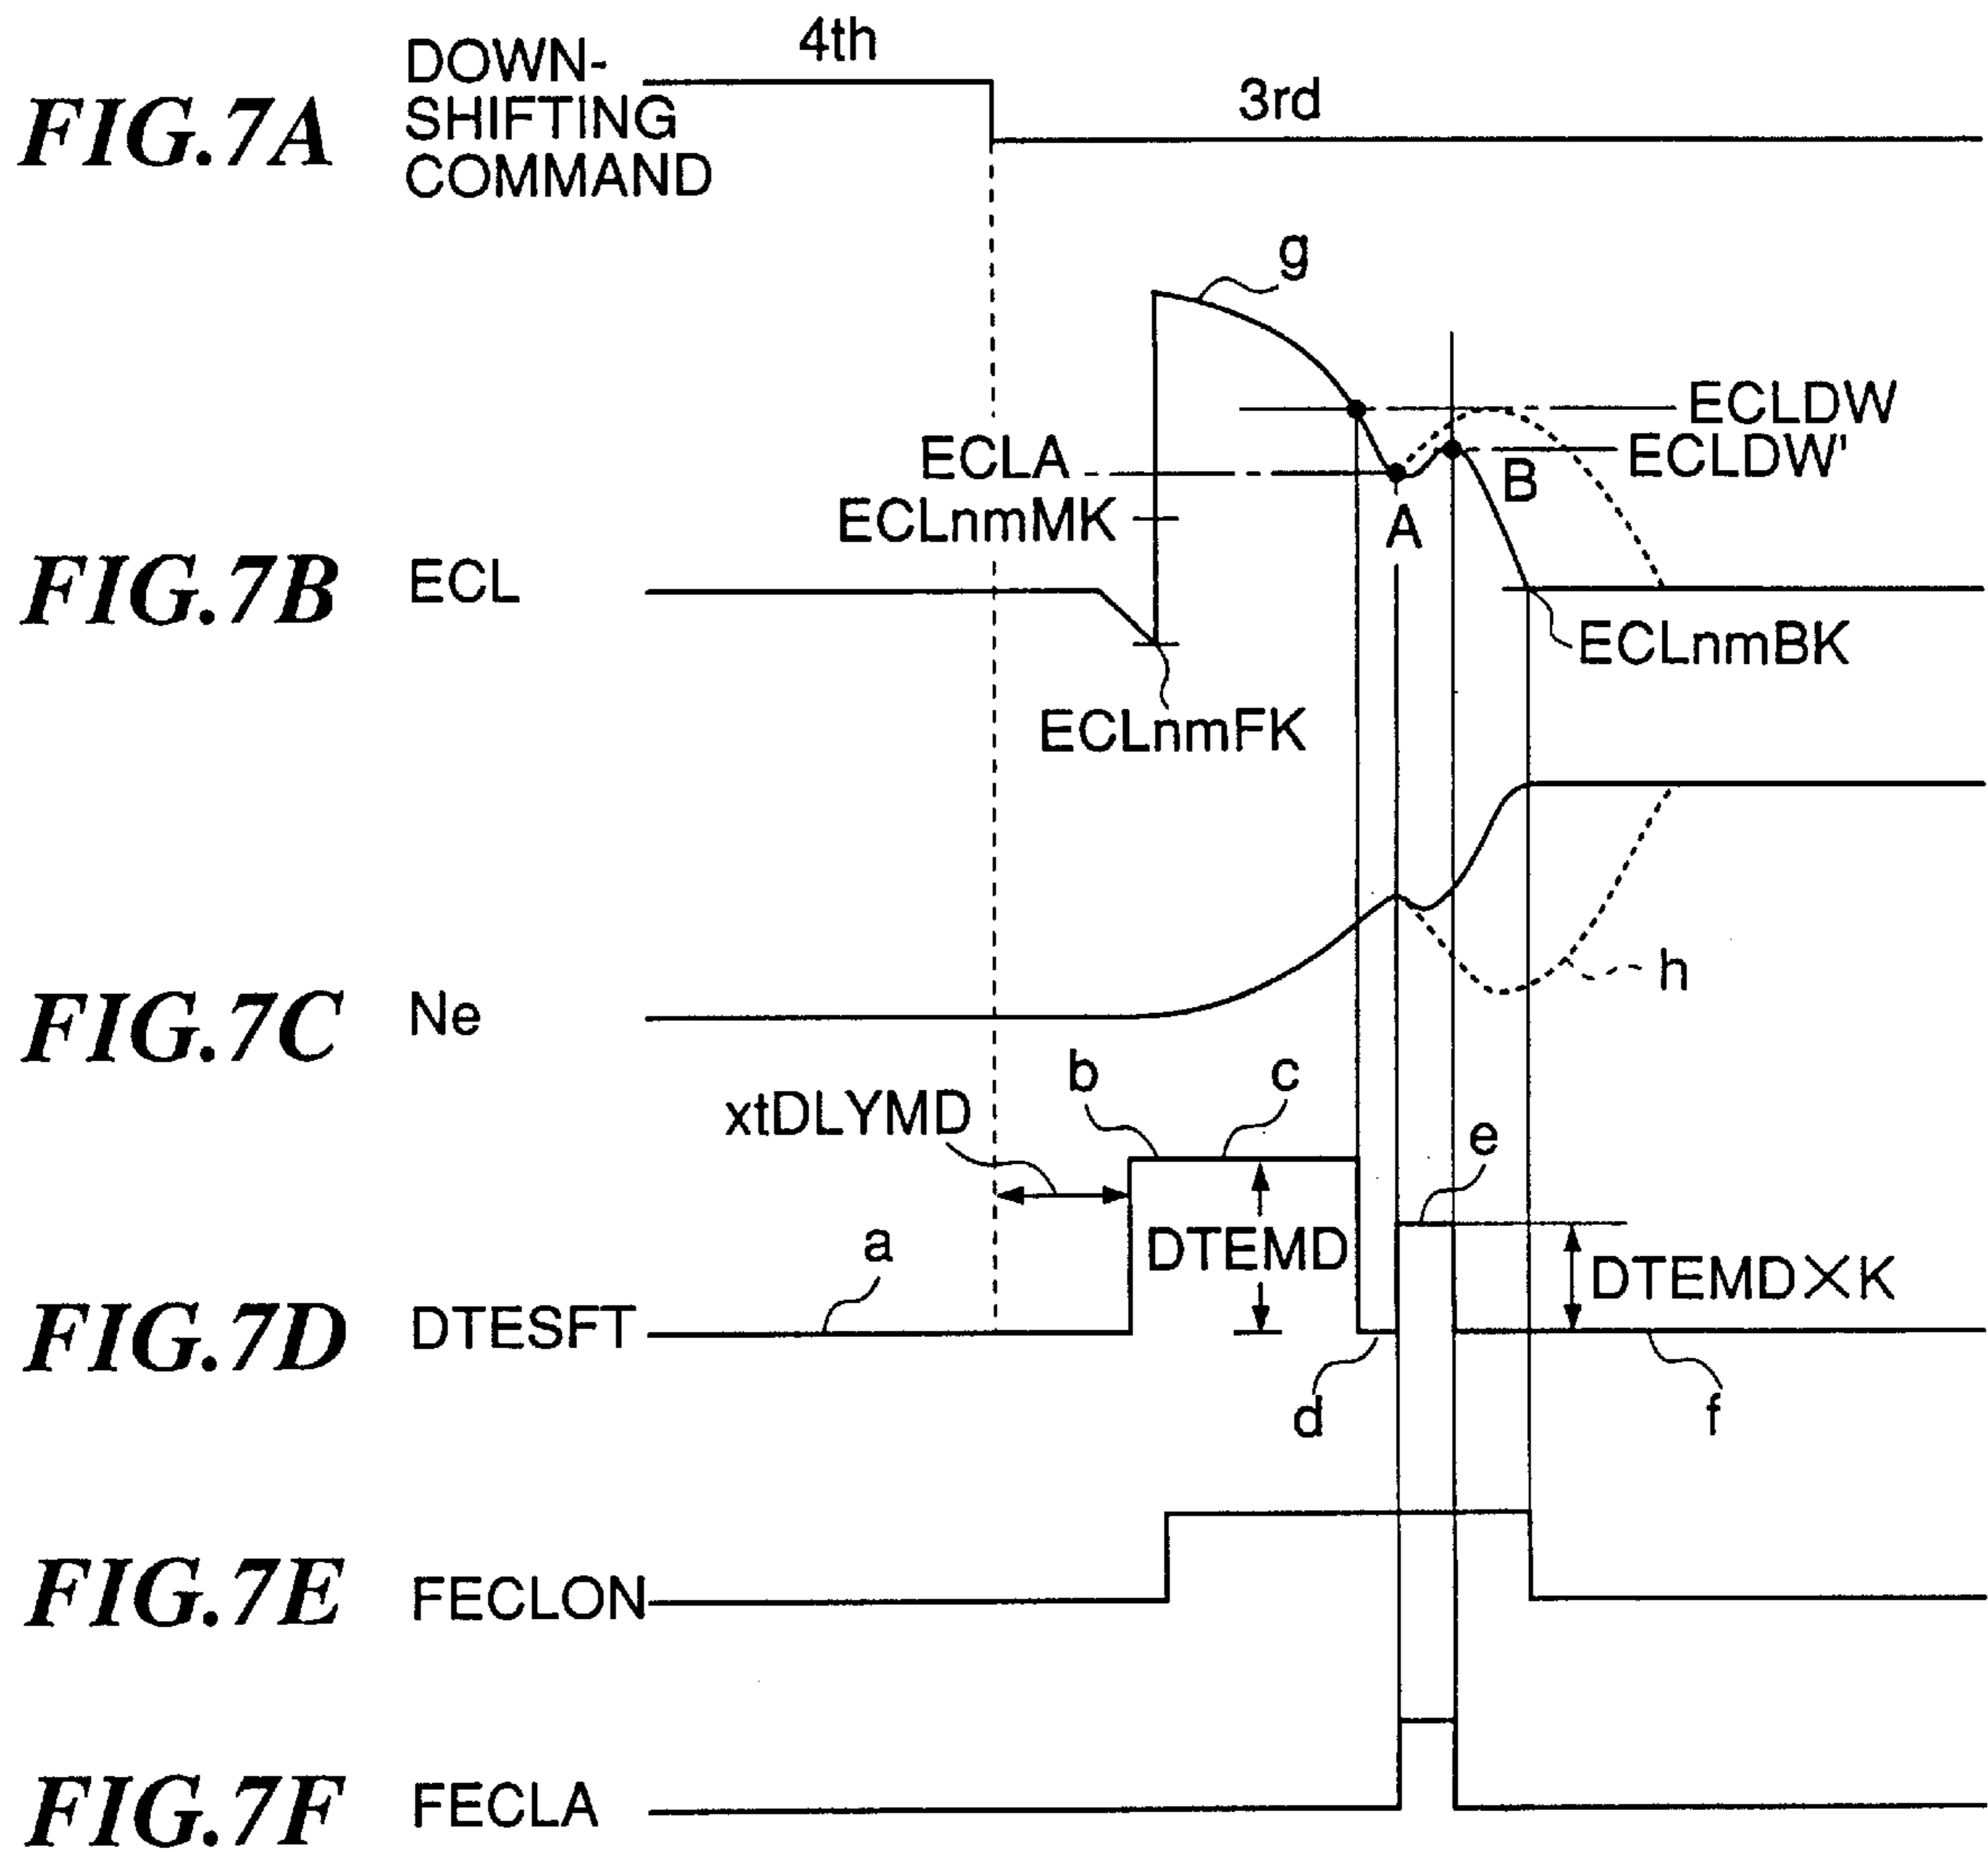 FIG.7A
DOWN-
SHIFTING
COMMAND
4th
3rd
FIG.7B
ECL
g
ECLDW
ECLDW'
ECLA
ECLnmMK
A
B
ECLnmBK
ECLnmFK
FIG.7C
Ne
h
FIG.7D
DTESFT
xtDLYMD
a
b
c
DTEMD
d
e
DTEMD×K
f
FIG.7E
FECLON
FIG.7F
FECLA